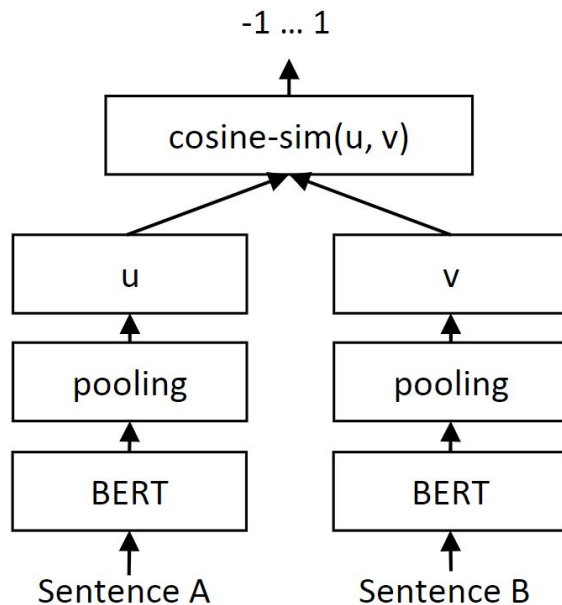 -1 ... 1
cosine-sim(u, v)
u
v
pooling
pooling
BERT
BERT
Sentence A
Sentence B